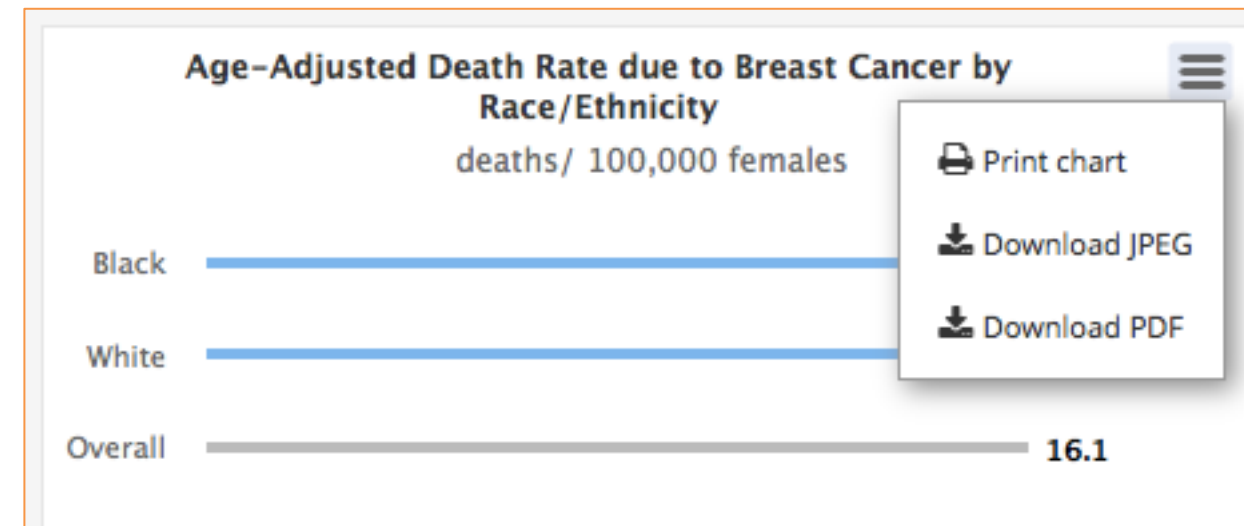 Age-Adjusted Death Rate due to Breast Cancer by
Race/Ethnicity
deaths/ 100,000 females
Print chart
Download JPEG
Download PDF
Black
White
Overall
16.1